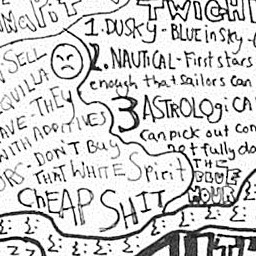 TWIGH
1. DUSKY - BLUE in Sky -
2. NAUTICAL - First stars
enough that sailors can
3 ASTROLOgiCA
can pick out con
not fully da
THE
BLUE
HOUR
SELL
QUILLA
AVE - THEY
WITH ADDITIVES
ORS - DON'T BUY
THAT WHITE Spirit
CHEAP SHIT